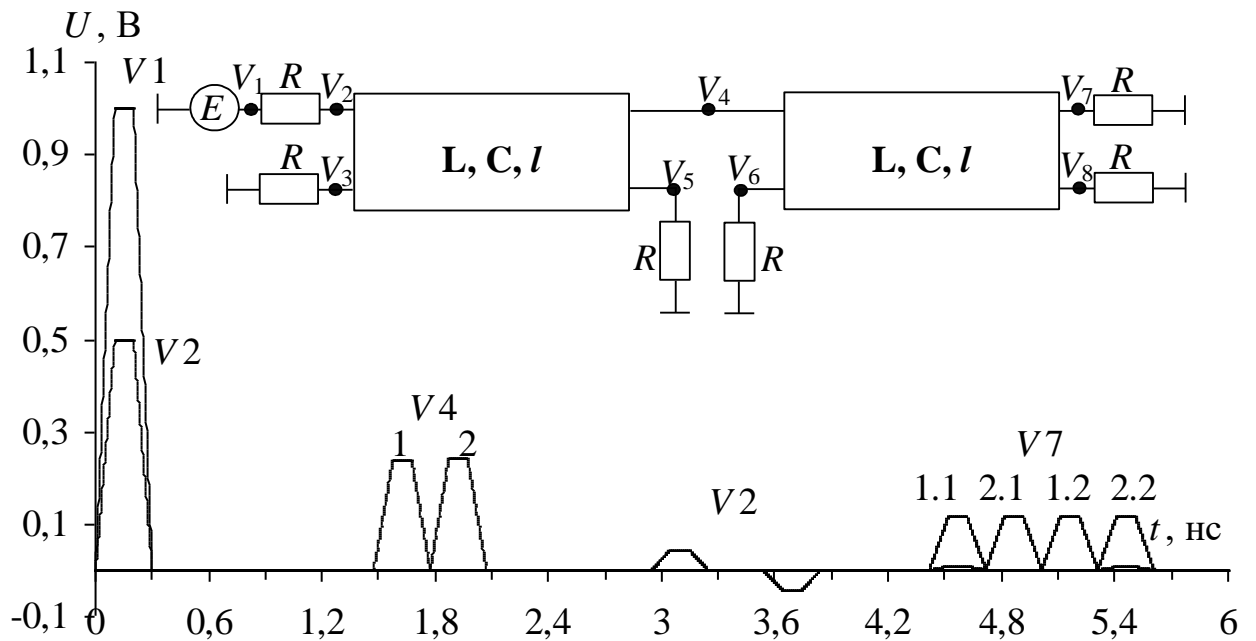 U, В
1,1
0,9
0,7
0,5
0,3
0,1
-0,1
V1
E
V₁
R
V₂
R
V₃
L, C, l
V₄
V₅
V₆
R
R
L, C, l
V₇
R
V₈
R
V2
V4
1
2
V2
V7
1.1 2.1 1.2 2.2
t, нс
0 0,6 1,2 1,8 2,4 3 3,6 4,2 4,8 5,4 6